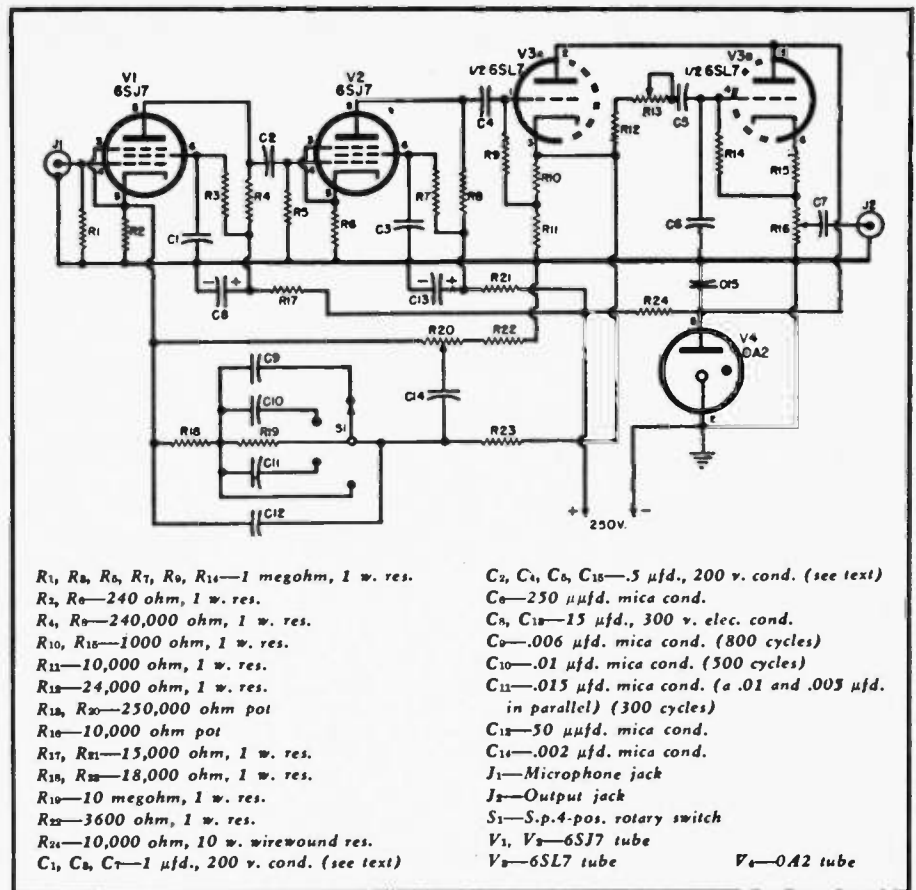 V1
6SJ7
V2
6SJ7
V3A
1/2 6SL7
V3B
1/2 6SL7
J1
R1
R2
C1
R3
R4
C2
R5
R6
C3
R7
R8
C4
R9
R10
R11
R12
R13
C5
R14
R15
R16
C6
C7
J2
C8
R17
C13
R21
R24
C15
V4
OA2
R20
R22
C14
R23
C9
C10
R18
R19
S1
C11
C12
250V.
R₁, R₃, R₅, R₇, R₉, R₁₄—1 megohm, 1 w. res.
R₂, R₆—240 ohm, 1 w. res.
R₄, R₈—240,000 ohm, 1 w. res.
R₁₀, R₁₅—1000 ohm, 1 w. res.
R₁₁—10,000 ohm, 1 w. res.
R₁₂—24,000 ohm, 1 w. res.
R₁₃, R₂₀—250,000 ohm pot
R₁₆—10,000 ohm pot
R₁₇, R₂₁—15,000 ohm, 1 w. res.
R₁₈, R₂₃—18,000 ohm, 1 w. res.
R₁₉—10 megohm, 1 w. res.
R₂₂—3600 ohm, 1 w. res.
R₂₄—10,000 ohm, 10 w. wirewound res.
C₁, C₃, C₇—1 µfd., 200 v. cond. (see text)
C₂, C₄, C₅, C₁₅—.5 µfd., 200 v. cond. (see text)
C₆—250 µµfd. mica cond.
C₈, C₁₃—15 µfd., 300 v. elec. cond.
C₉—.006 µfd. mica cond. (800 cycles)
C₁₀—.01 µfd. mica cond. (500 cycles)
C₁₁—.015 µfd. mica cond. (a .01 and .005 µfd.
in parallel) (300 cycles)
C₁₂—50 µµfd. mica cond.
C₁₄—.002 µfd. mica cond.
J₁—Microphone jack
J₂—Output jack
S₁—S.p.4-pos. rotary switch
V₁, V₂—6SJ7 tube
V₃—6SL7 tube V₄—0A2 tube